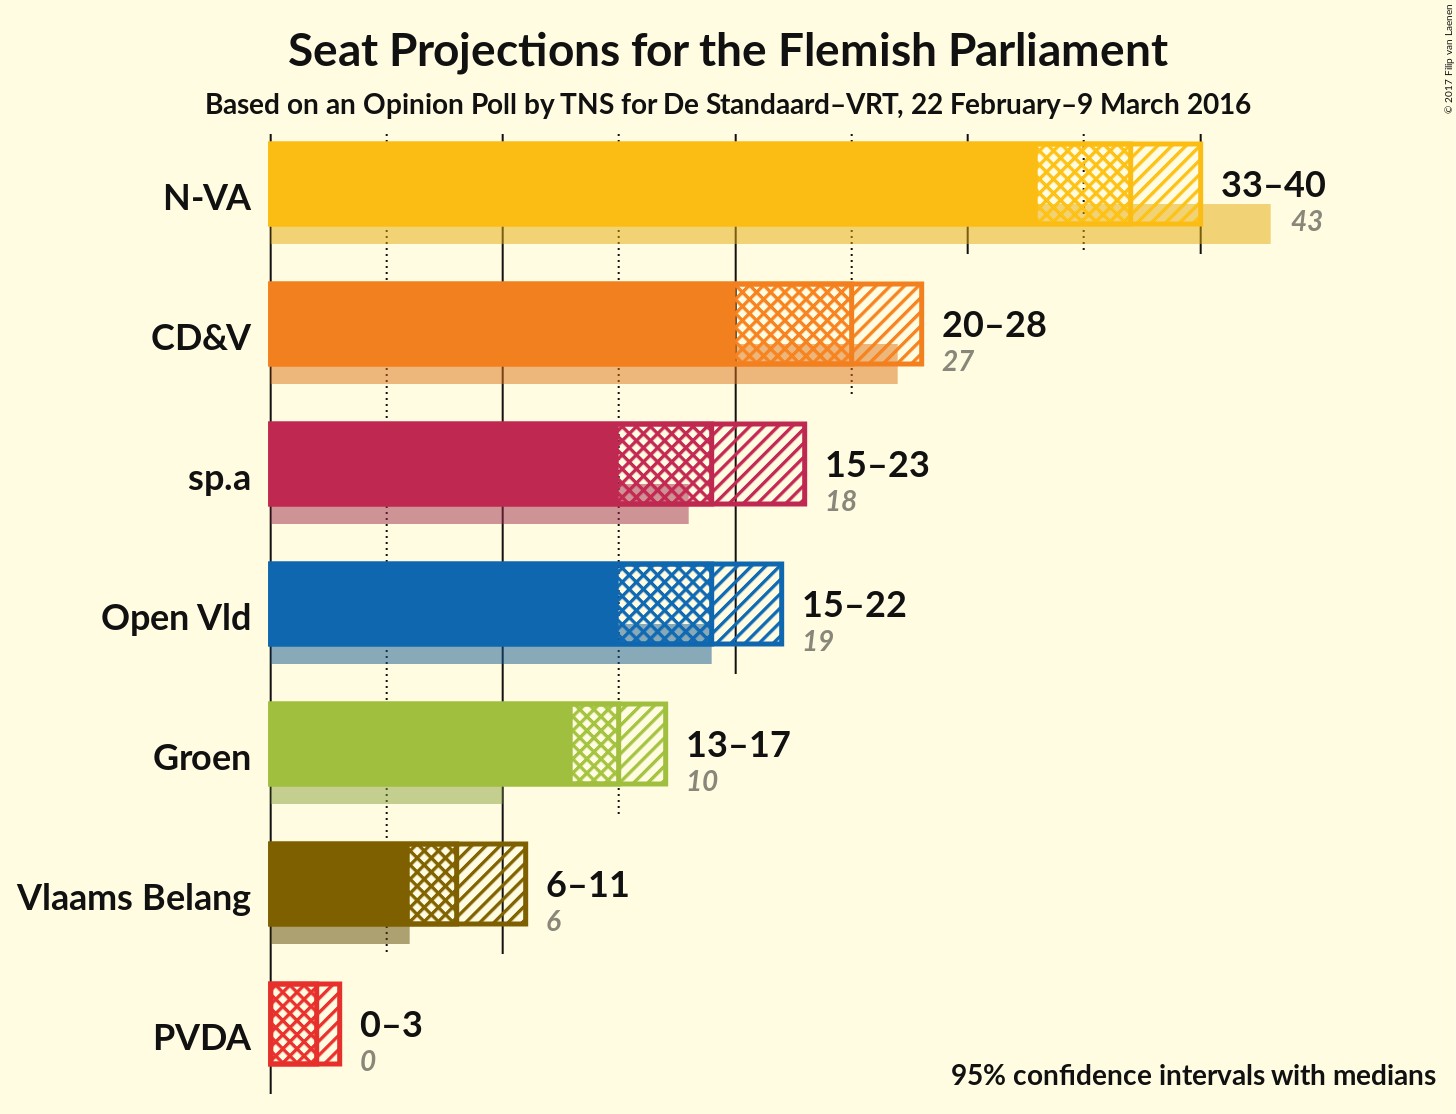 Seat Projections for the Flemish Parliament
Based on an Opinion Poll by TNS for De Standaard–VRT, 22 February–9 March 2016
© 2017 Filip van Laenen
N-VA
33–40
43
CD&V
20–28
27
sp.a
15–23
18
Open Vld
15–22
19
Groen
13–17
10
Vlaams Belang
6–11
6
PVDA
0–3
0
95% confidence intervals with medians